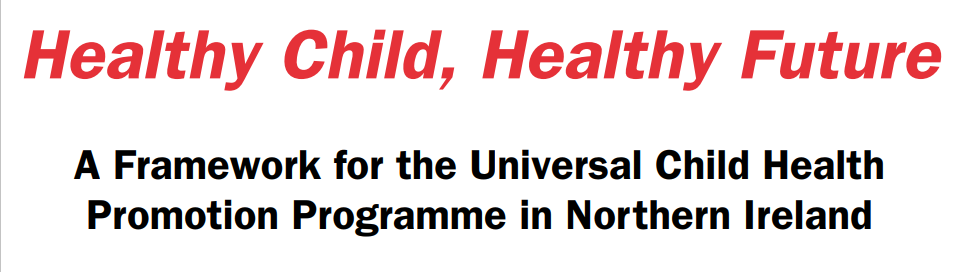 Healthy Child, Healthy Future
A Framework for the Universal Child Health
Promotion Programme in Northern Ireland